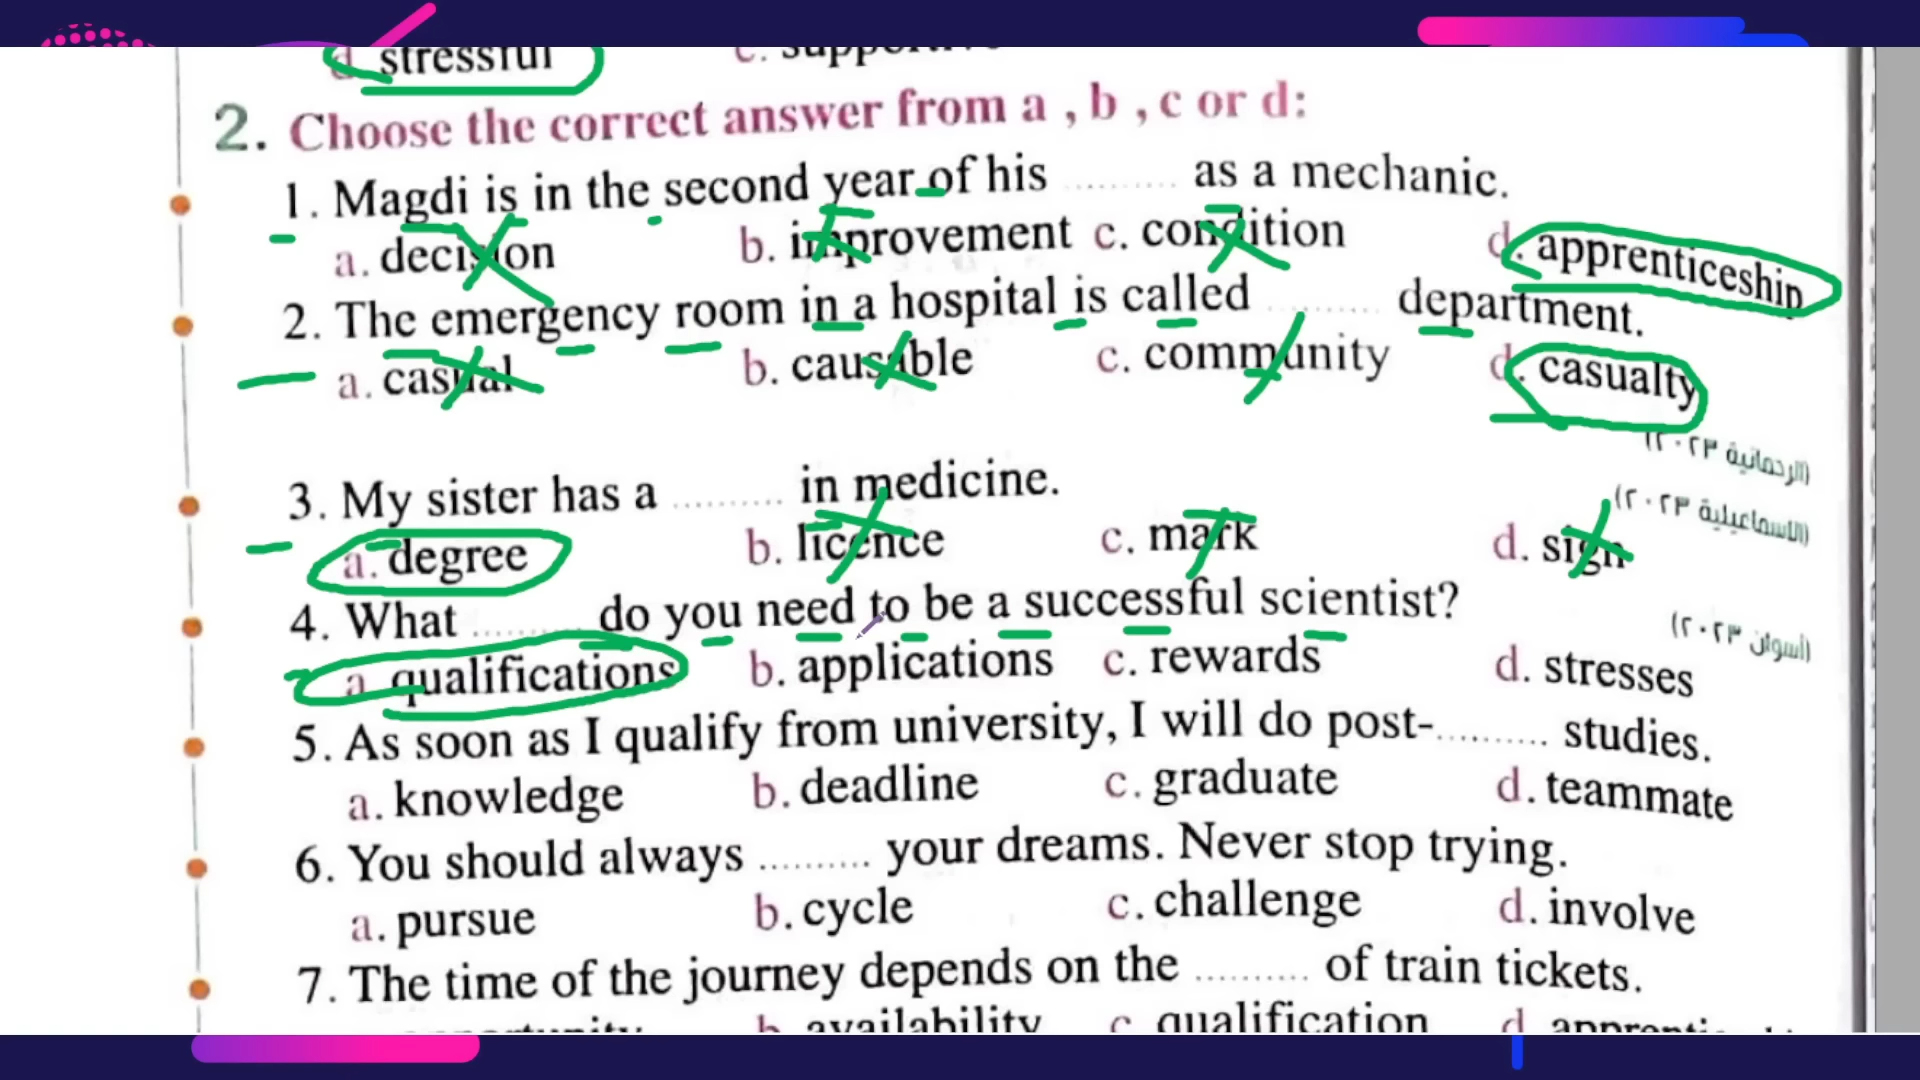 d. stressful
2. Choose the correct answer from a , b , c or d:
1. Magdi is in the second year of his .......... as a mechanic.
a. decision b. improvement c. condition d. apprenticeship
2. The emergency room in a hospital is called .......... department.
a. casual b. causable c. community d. casualty
(الرحمانية ٢٠٢٣)
3. My sister has a .......... in medicine.
(الاسماعيلية ٢٠٢٣)
a. degree b. licence c. mark d. sign
4. What .......... do you need to be a successful scientist?
(أسوان ٢٠٢٣)
a. qualifications b. applications c. rewards d. stresses
5. As soon as I qualify from university, I will do post-.......... studies.
a. knowledge b. deadline c. graduate d. teammate
6. You should always .......... your dreams. Never stop trying.
a. pursue b. cycle c. challenge d. involve
7. The time of the journey depends on the .......... of train tickets.
b. availability c. qualification d.